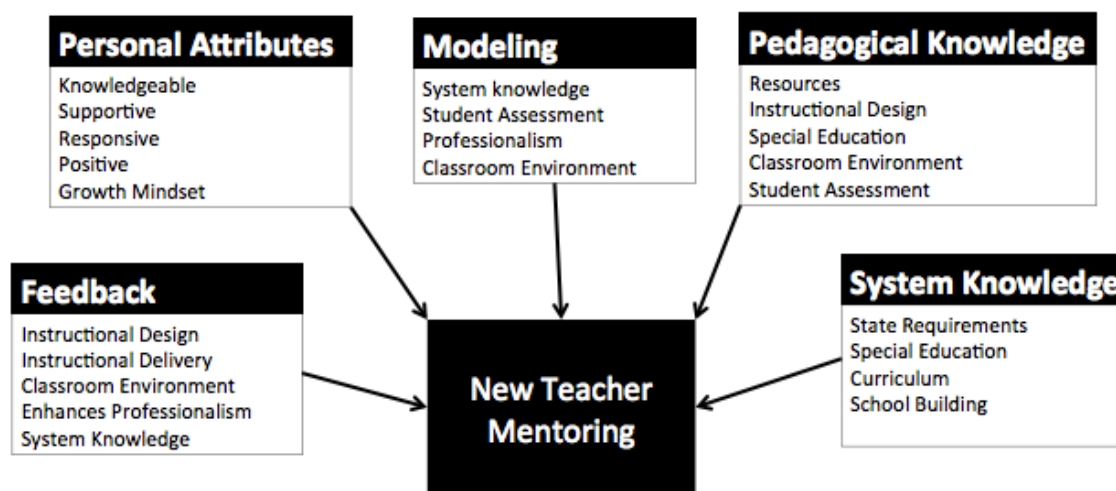 Personal Attributes
Knowledgeable
Supportive
Responsive
Positive
Growth Mindset
Modeling
System knowledge
Student Assessment
Professionalism
Classroom Environment
Pedagogical Knowledge
Resources
Instructional Design
Special Education
Classroom Environment
Student Assessment
Feedback
Instructional Design
Instructional Delivery
Classroom Environment
Enhances Professionalism
System Knowledge
System Knowledge
State Requirements
Special Education
Curriculum
School Building
New Teacher
Mentoring